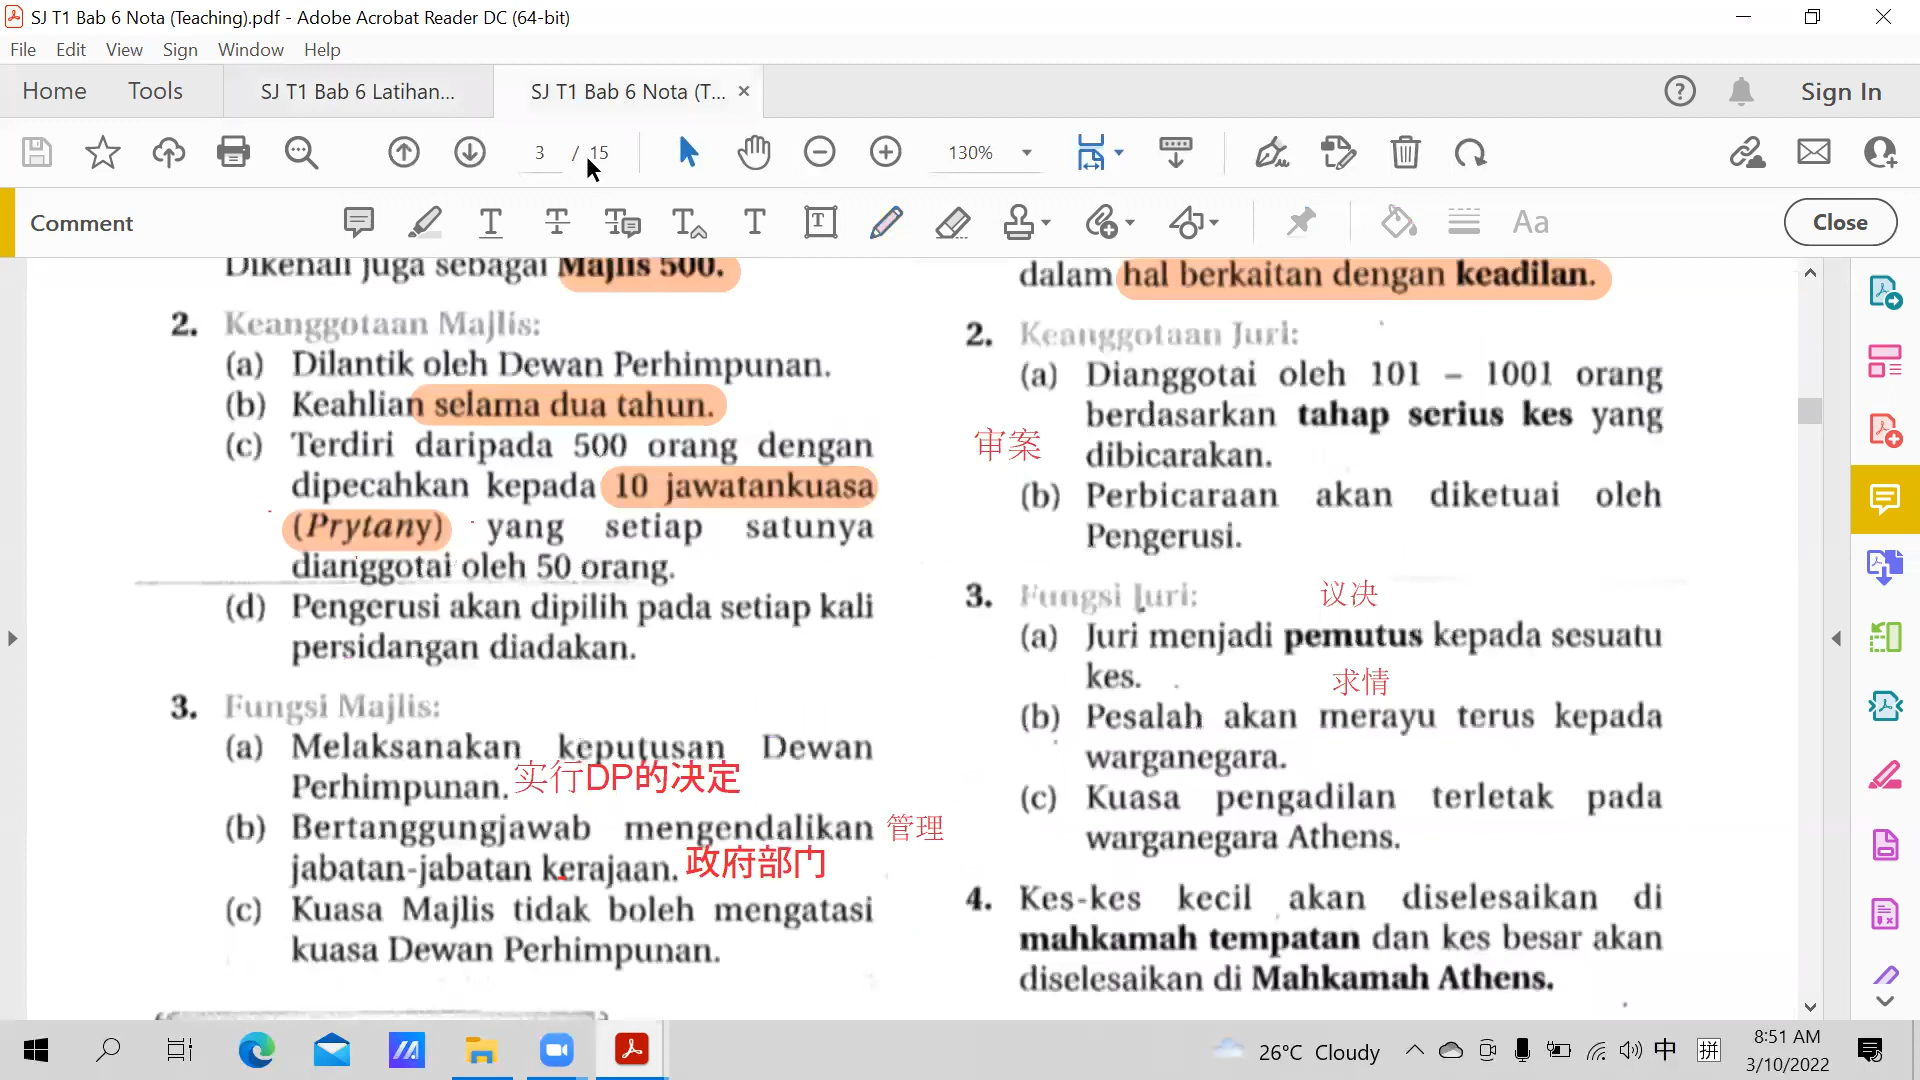 SJ T1 Bab 6 Nota (Teaching).pdf - Adobe Acrobat Reader DC (64-bit)
File Edit View Sign Window Help
Home Tools SJ T1 Bab 6 Latihan... SJ T1 Bab 6 Nota (T... Sign In
3 / 15 130%
Comment Aa Close
Dikenali juga sebagai Majlis 500.
2. Keanggotaan Majlis:
(a) Dilantik oleh Dewan Perhimpunan.
(b) Keahlian selama dua tahun.
(c) Terdiri daripada 500 orang dengan
dipecahkan kepada 10 jawatankuasa
(Prytany) yang setiap satunya
dianggotai oleh 50 orang.
(d) Pengerusi akan dipilih pada setiap kali
persidangan diadakan.
3. Fungsi Majlis:
(a) Melaksanakan keputusan Dewan
Perhimpunan. 实行DP的决定
(b) Bertanggungjawab mengendalikan 管理
jabatan-jabatan kerajaan. 政府部门
(c) Kuasa Majlis tidak boleh mengatasi
kuasa Dewan Perhimpunan.
dalam hal berkaitan dengan keadilan.
2. Keanggotaan Juri:
(a) Dianggotai oleh 101 – 1001 orang
berdasarkan tahap serius kes yang
审案 dibicarakan.
(b) Perbicaraan akan diketuai oleh
Pengerusi.
3. Fungsi Juri: 议决
(a) Juri menjadi pemutus kepada sesuatu
kes. 求情
(b) Pesalah akan merayu terus kepada
warganegara.
(c) Kuasa pengadilan terletak pada
warganegara Athens.
4. Kes-kes kecil akan diselesaikan di
mahkamah tempatan dan kes besar akan
diselesaikan di Mahkamah Athens.
26°C Cloudy 中 拼 8:51 AM
3/10/2022